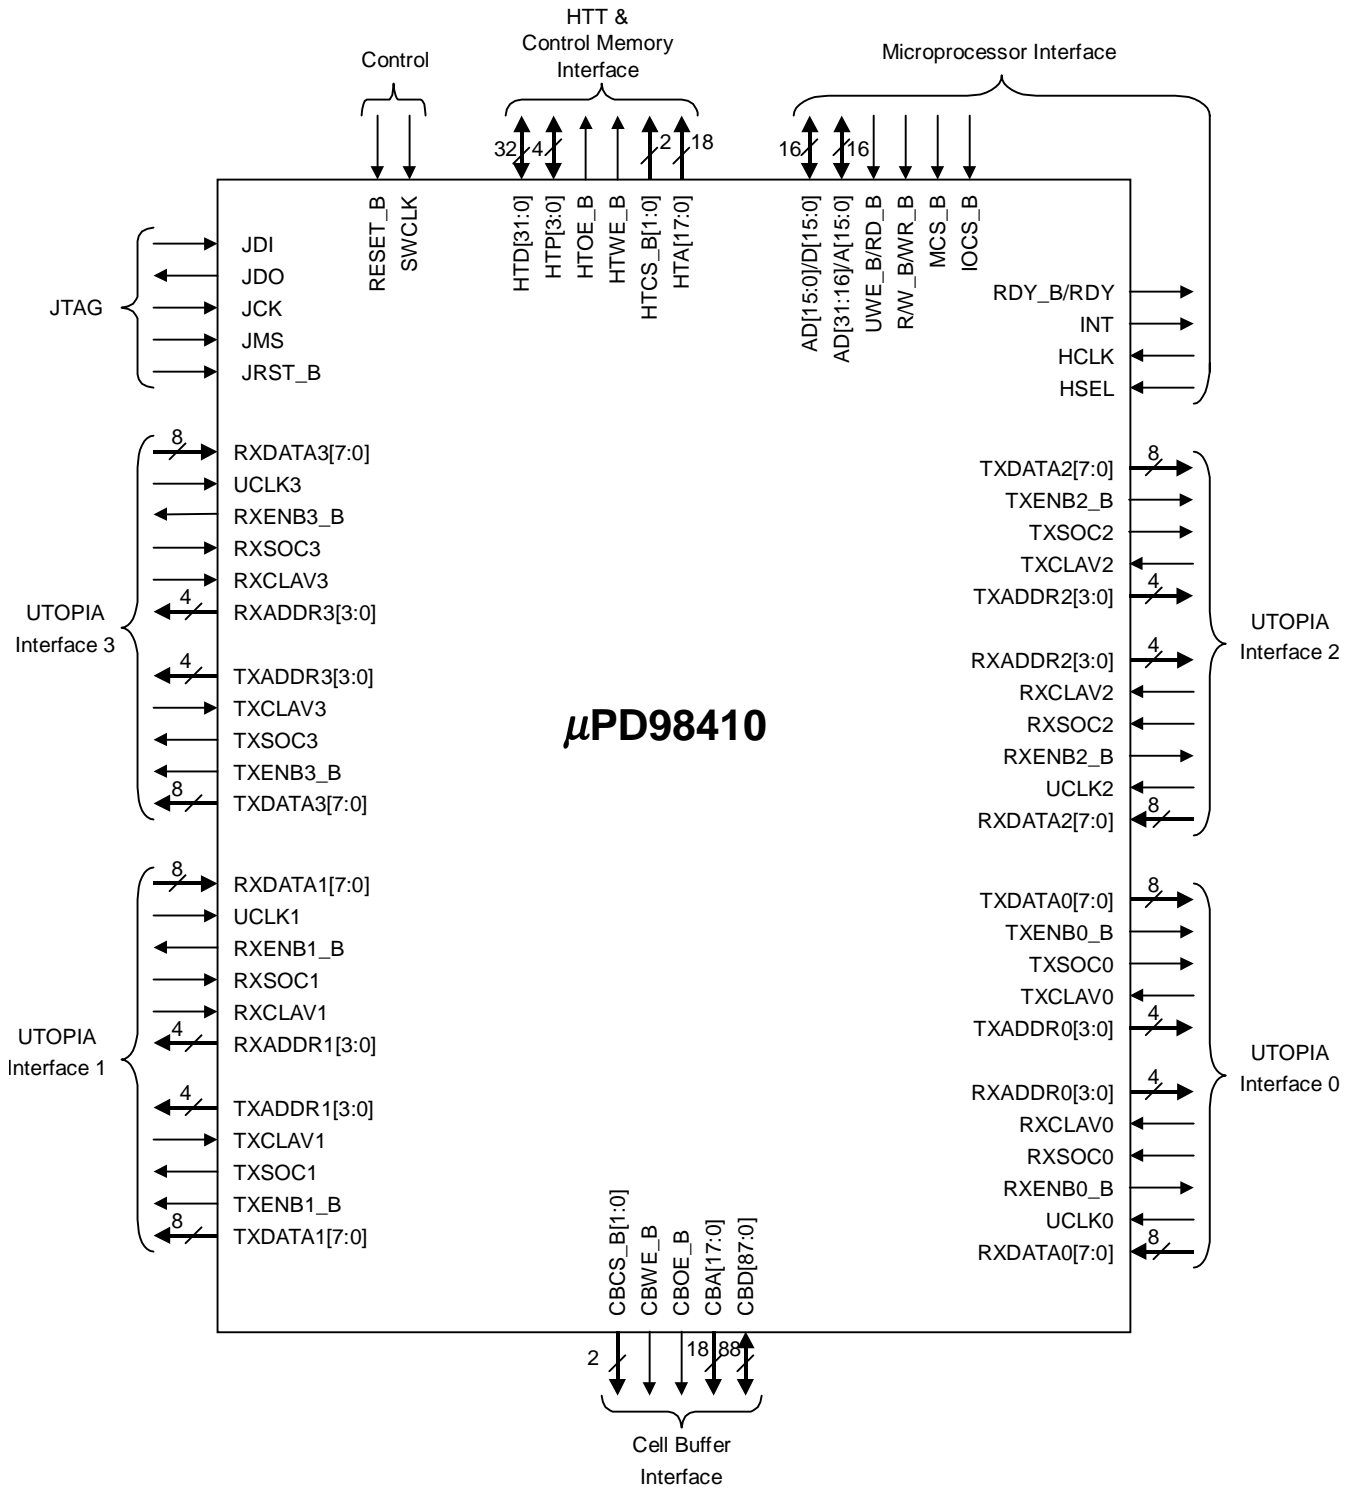 HTT &
Control Memory
Interface
Control
Microprocessor Interface
32
4
2
18
16
16
RESET_B
SWCLK
HTD[31:0]
HTP[3:0]
HTOE_B
HTWE_B
HTCS_B[1:0]
HTA[17:0]
AD[15:0]/D[15:0]
AD[31:16]/A[15:0]
UWE_B/RD_B
R/W_B/WR_B
MCS_B
IOCS_B
JTAG
JDI
JDO
JCK
JMS
JRST_B
RDY_B/RDY
INT
HCLK
HSEL
UTOPIA
Interface 3
8
RXDATA3[7:0]
UCLK3
RXENB3_B
RXSOC3
RXCLAV3
4
RXADDR3[3:0]
4
TXADDR3[3:0]
TXCLAV3
TXSOC3
TXENB3_B
8
TXDATA3[7:0]
μPD98410
TXDATA2[7:0]
8
TXENB2_B
TXSOC2
TXCLAV2
TXADDR2[3:0]
4
RXADDR2[3:0]
4
RXCLAV2
RXSOC2
RXENB2_B
UCLK2
RXDATA2[7:0]
8
UTOPIA
Interface 2
UTOPIA
Interface 1
8
RXDATA1[7:0]
UCLK1
RXENB1_B
RXSOC1
RXCLAV1
4
RXADDR1[3:0]
4
TXADDR1[3:0]
TXCLAV1
TXSOC1
TXENB1_B
8
TXDATA1[7:0]
TXDATA0[7:0]
8
TXENB0_B
TXSOC0
TXCLAV0
TXADDR0[3:0]
4
RXADDR0[3:0]
4
RXCLAV0
RXSOC0
RXENB0_B
UCLK0
RXDATA0[7:0]
8
UTOPIA
Interface 0
CBCS_B[1:0]
CBWE_B
CBOE_B
CBA[17:0]
CBD[87:0]
2
18
88
Cell Buffer
Interface